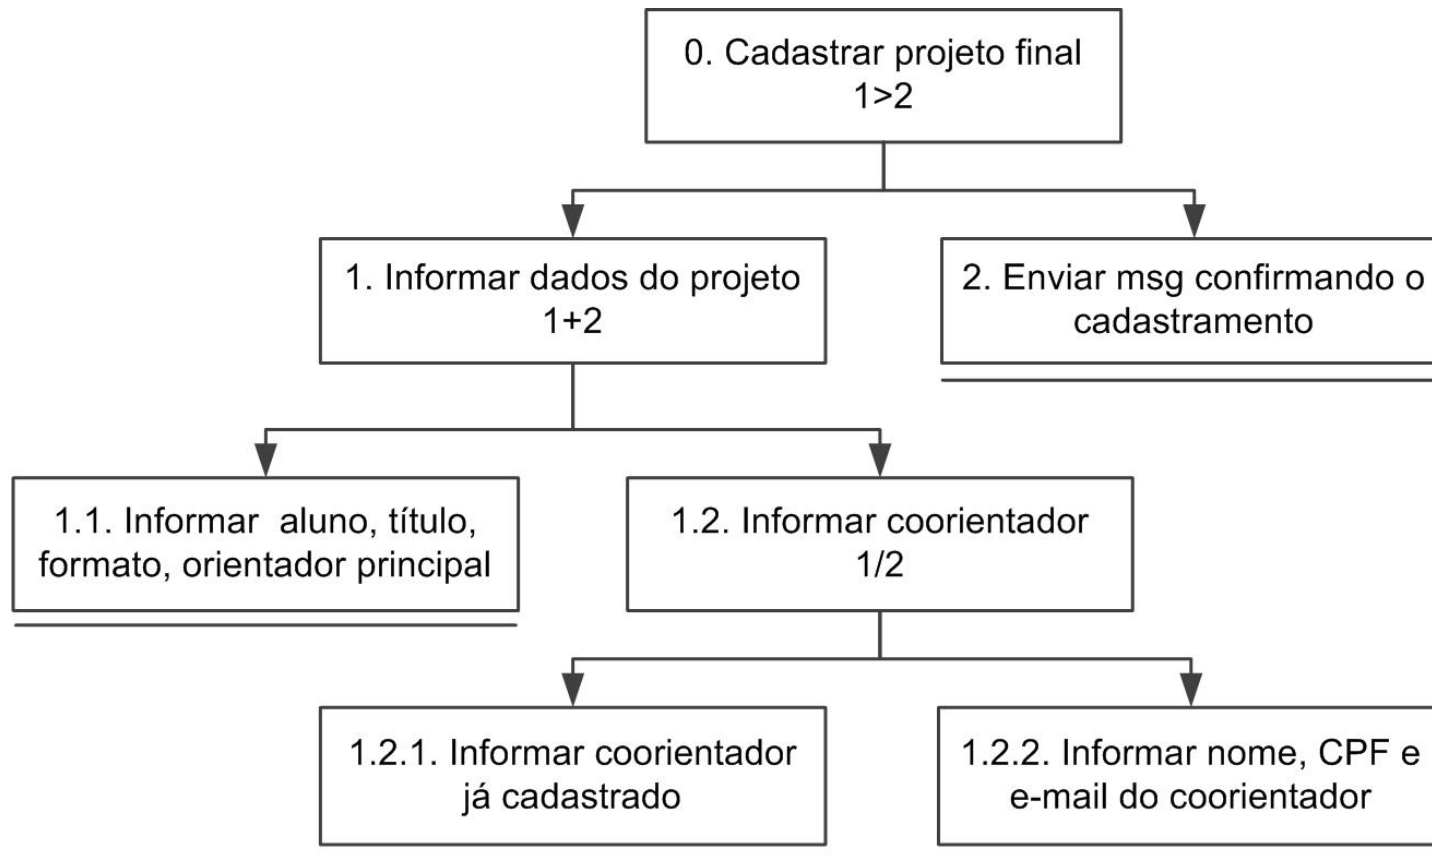 0. Cadastrar projeto final
1>2
1. Informar dados do projeto
1+2
2. Enviar msg confirmando o
cadastramento
1.1. Informar  aluno, título,
formato, orientador principal
1.2. Informar coorientador
1/2
1.2.1. Informar coorientador
já cadastrado
1.2.2. Informar nome, CPF e
e-mail do coorientador